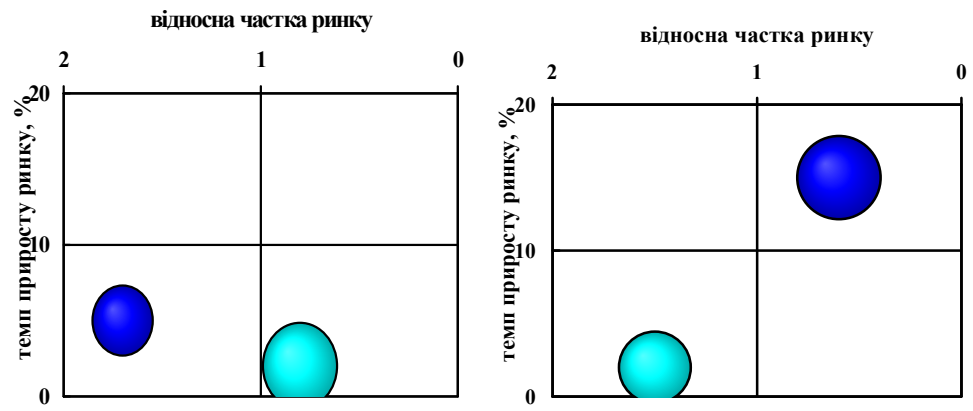 відносна частка ринку
2 1 0
20
10
0
темп приросту ринку, %
відносна частка ринку
2 1 0
20
10
0
темп приросту ринку, %